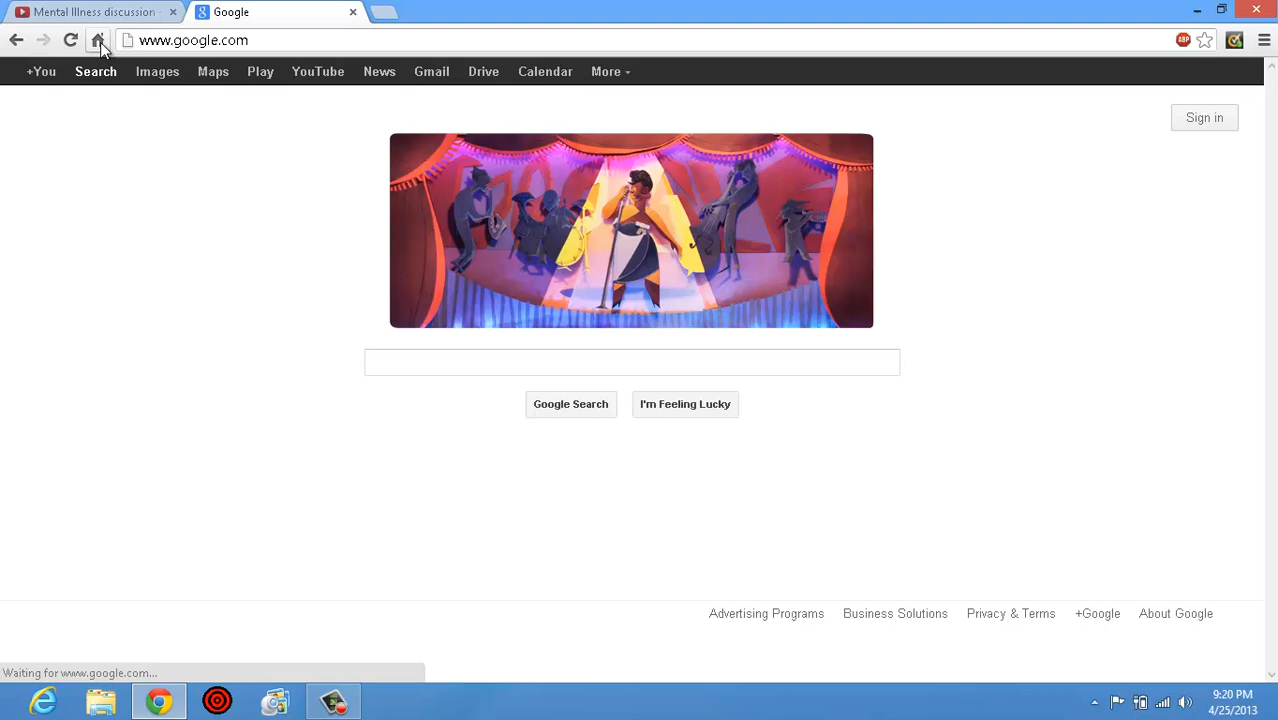 Mental Illness discussion -
Google
www.google.com
ABP
+You Search Images Maps Play YouTube News Gmail Drive Calendar More
Sign in
Google Search I'm Feeling Lucky
Advertising Programs Business Solutions Privacy & Terms +Google About Google
Waiting for www.google.com...
9:20 PM
4/25/2013